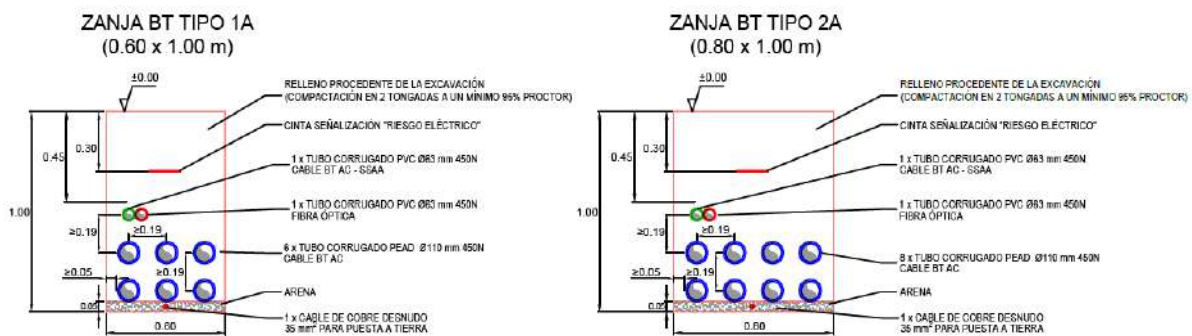 ZANJA BT TIPO 1A
(0.60 x 1.00 m)
±0.00
RELLENO PROCEDENTE DE LA EXCAVACIÓN
(COMPACTACIÓN EN 2 TONGADAS A UN MÍNIMO 95% PROCTOR)
CINTA SEÑALIZACIÓN "RIESGO ELÉCTRICO"
0.30
0.45
1 x TUBO CORRUGADO PVC Ø63 mm 450N
CABLE BT AC - SSAA
1.00
1 x TUBO CORRUGADO PVC Ø63 mm 450N
FIBRA ÓPTICA
≥0.19
≥0.19
6 x TUBO CORRUGADO PEAD Ø110 mm 450N
CABLE BT AC
≥0.05
≥0.19
ARENA
0.05
1 x CABLE DE COBRE DESNUDO
35 mm² PARA PUESTA A TIERRA
0.60
ZANJA BT TIPO 2A
(0.80 x 1.00 m)
±0.00
RELLENO PROCEDENTE DE LA EXCAVACIÓN
(COMPACTACIÓN EN 2 TONGADAS A UN MÍNIMO 95% PROCTOR)
CINTA SEÑALIZACIÓN "RIESGO ELÉCTRICO"
0.30
0.45
1 x TUBO CORRUGADO PVC Ø63 mm 450N
CABLE BT AC - SSAA
1.00
1 x TUBO CORRUGADO PVC Ø63 mm 450N
FIBRA ÓPTICA
≥0.19
≥0.19
8 x TUBO CORRUGADO PEAD Ø110 mm 450N
CABLE BT AC
≥0.05
≥0.19
ARENA
0.05
1 x CABLE DE COBRE DESNUDO
35 mm² PARA PUESTA A TIERRA
0.60